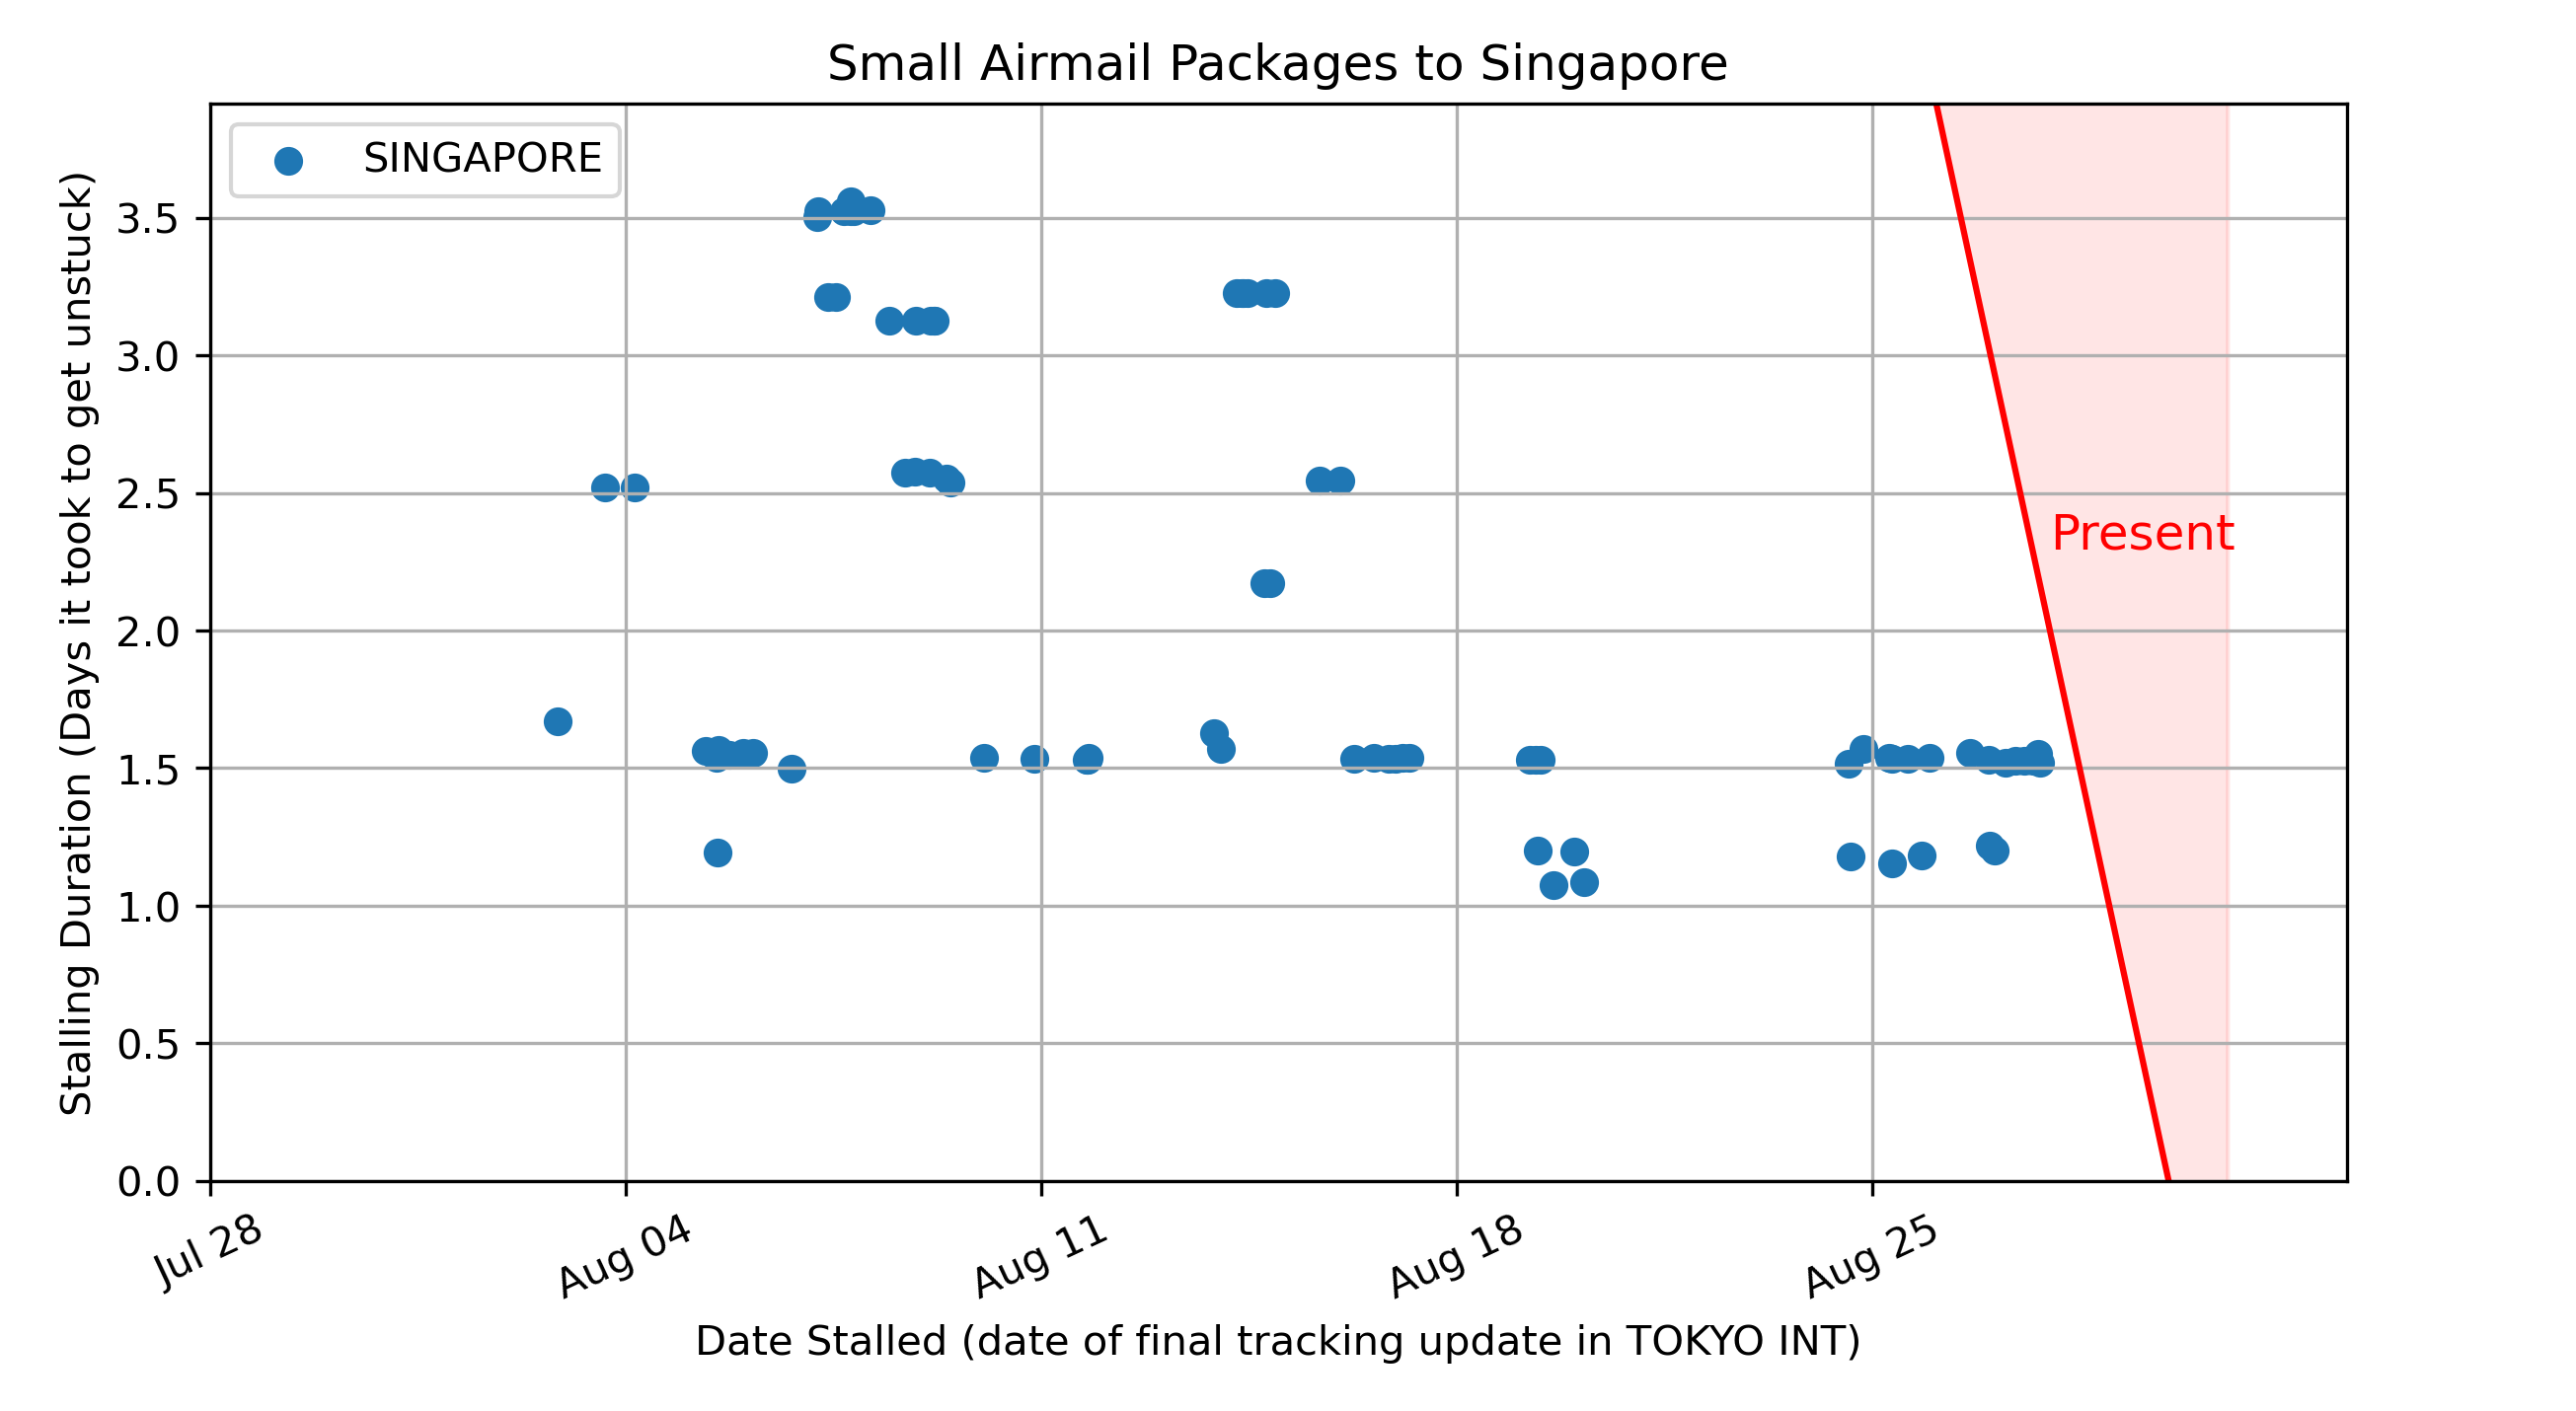 Small Airmail Packages to Singapore
SINGAPORE
Stalling Duration (Days it took to get unstuck)
3.5
3.0
2.5
2.0
1.5
1.0
0.5
0.0
Present
Jul 28
Aug 04
Aug 11
Aug 18
Aug 25
Date Stalled (date of final tracking update in TOKYO INT)